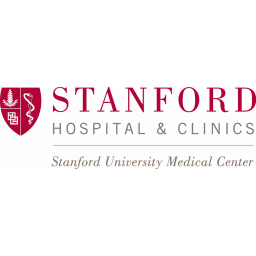 STANFORD
HOSPITAL & CLINICS
Stanford University Medical Center